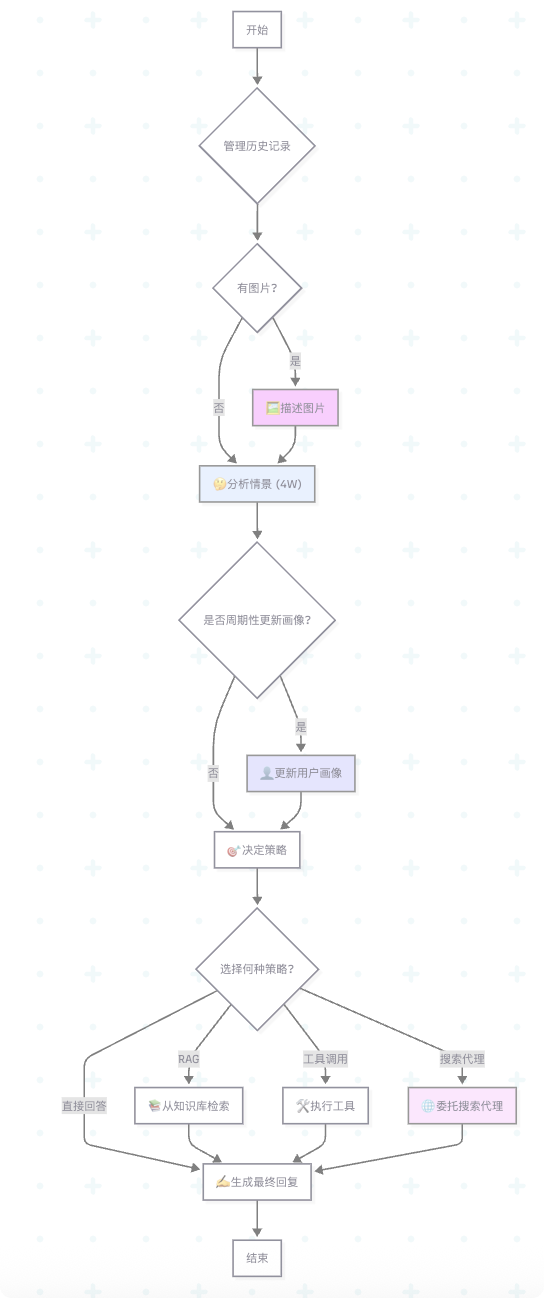 开始
管理历史记录
有图片?
是
否
🖼️描述图片
🤔分析情景 (4W)
是否周期性更新画像?
是
否
👤更新用户画像
🎯决定策略
选择何种策略?
RAG
工具调用
搜索代理
直接回答
📚从知识库检索
🛠️执行工具
🌐委托搜索代理
✍️生成最终回复
结束